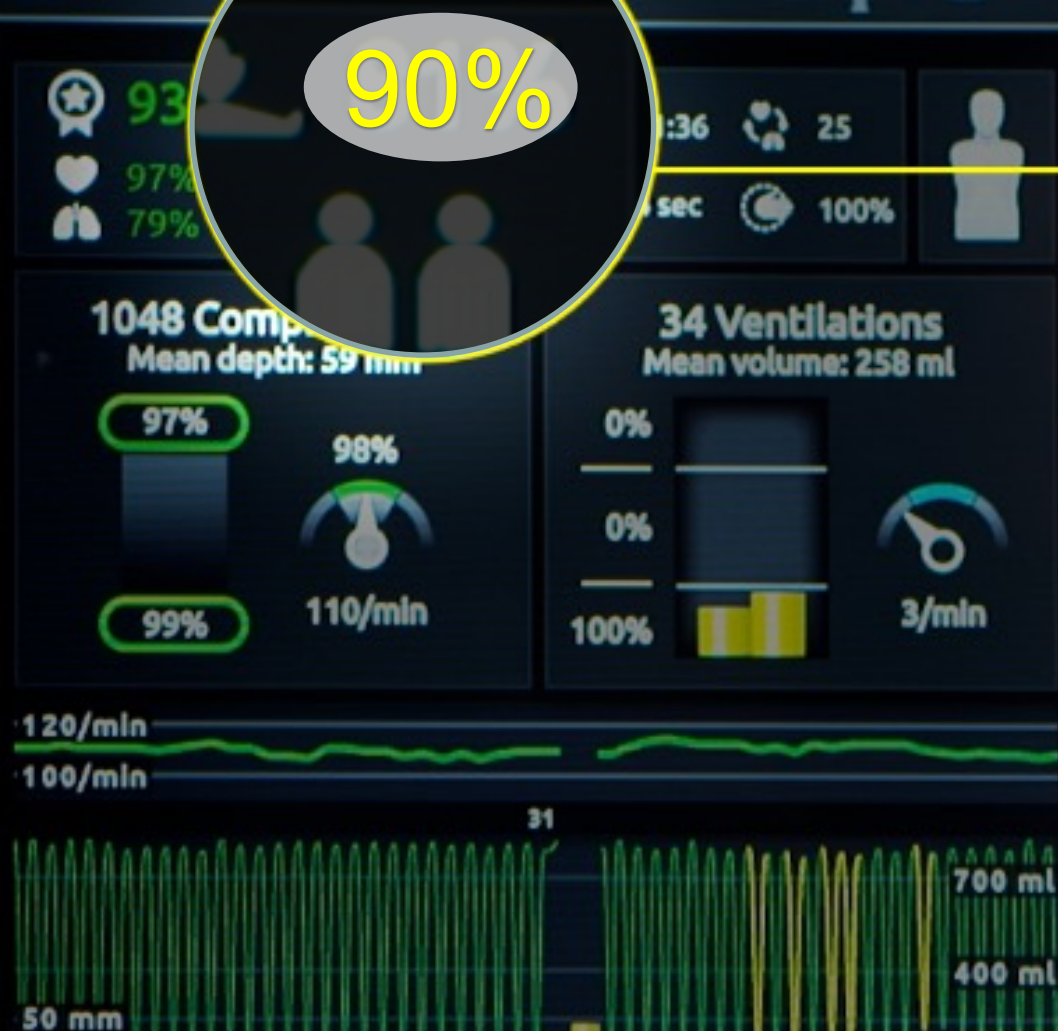 93
97%
79%
90%
:36
25
sec
100%
1048 Comp
Mean depth: 59 mm
97%
98%
99%
110/min
34 Ventilations
Mean volume: 258 ml
0%
0%
100%
3/min
120/min
100/min
31
700 ml
400 ml
50 mm